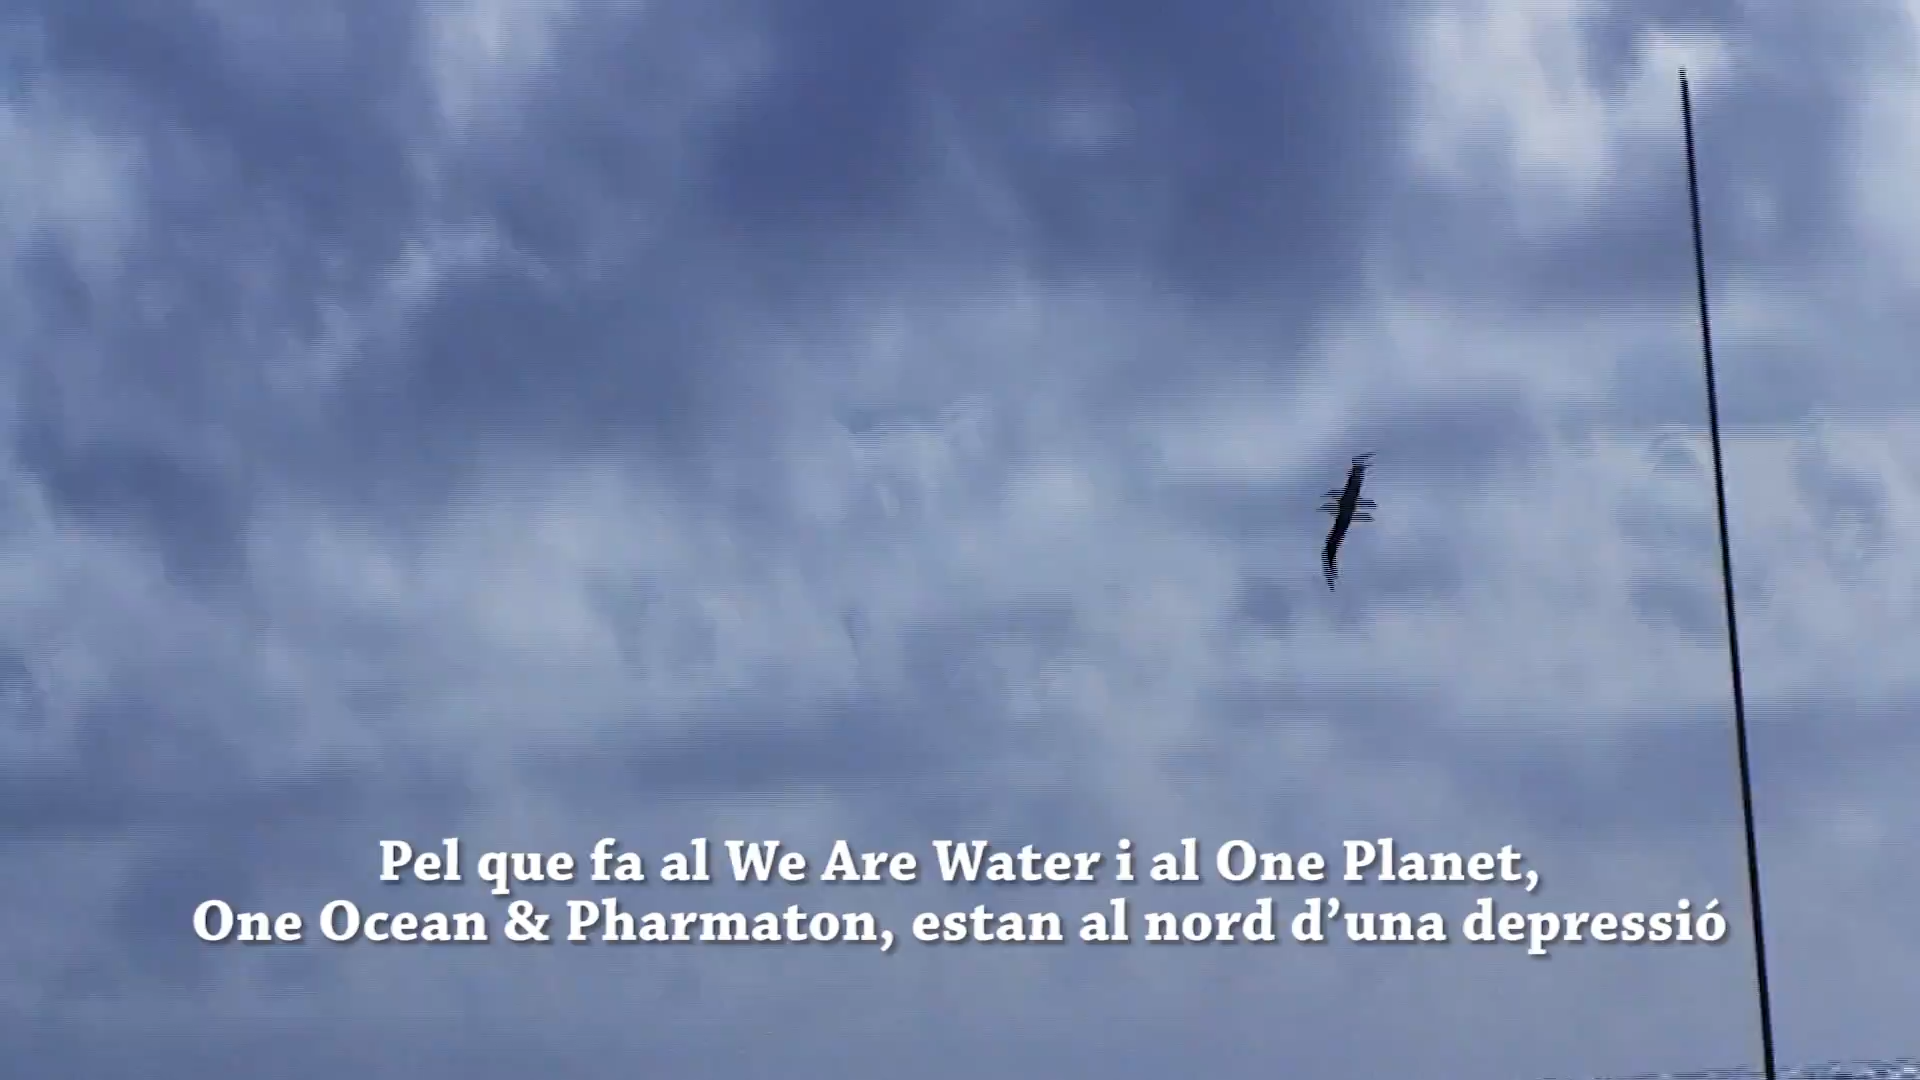 Pel que fa al We Are Water i al One Planet,
One Ocean & Pharmaton, estan al nord d’una depressió